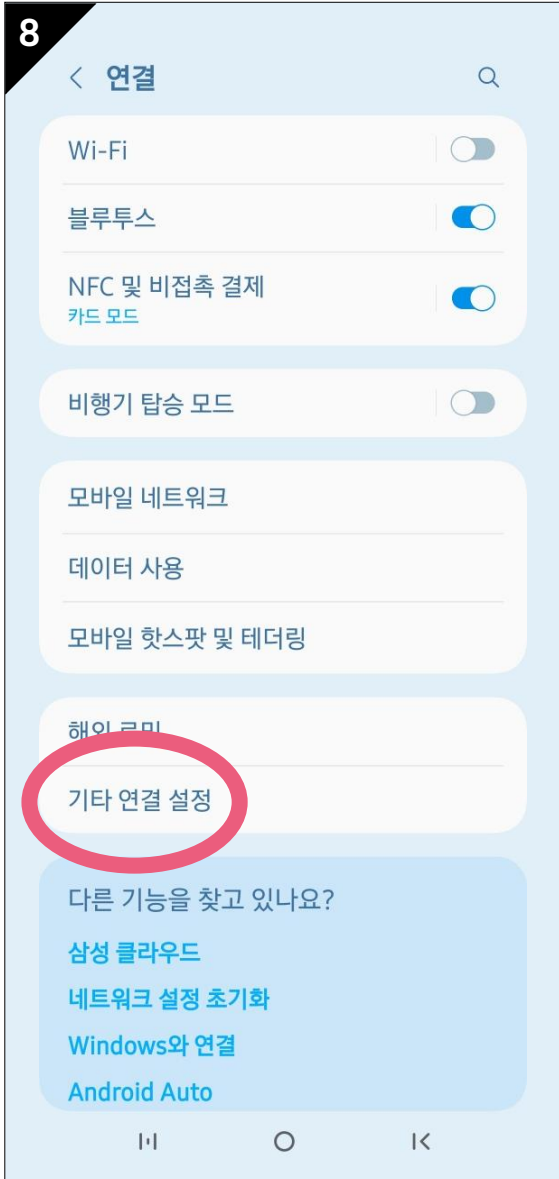 8
연결
Wi-Fi
블루투스
NFC 및 비접촉 결제
카드 모드
비행기 탑승 모드
모바일 네트워크
데이터 사용
모바일 핫스팟 및 테더링
해외 로밍
기타 연결 설정
다른 기능을 찾고 있나요?
삼성 클라우드
네트워크 설정 초기화
Windows와 연결
Android Auto